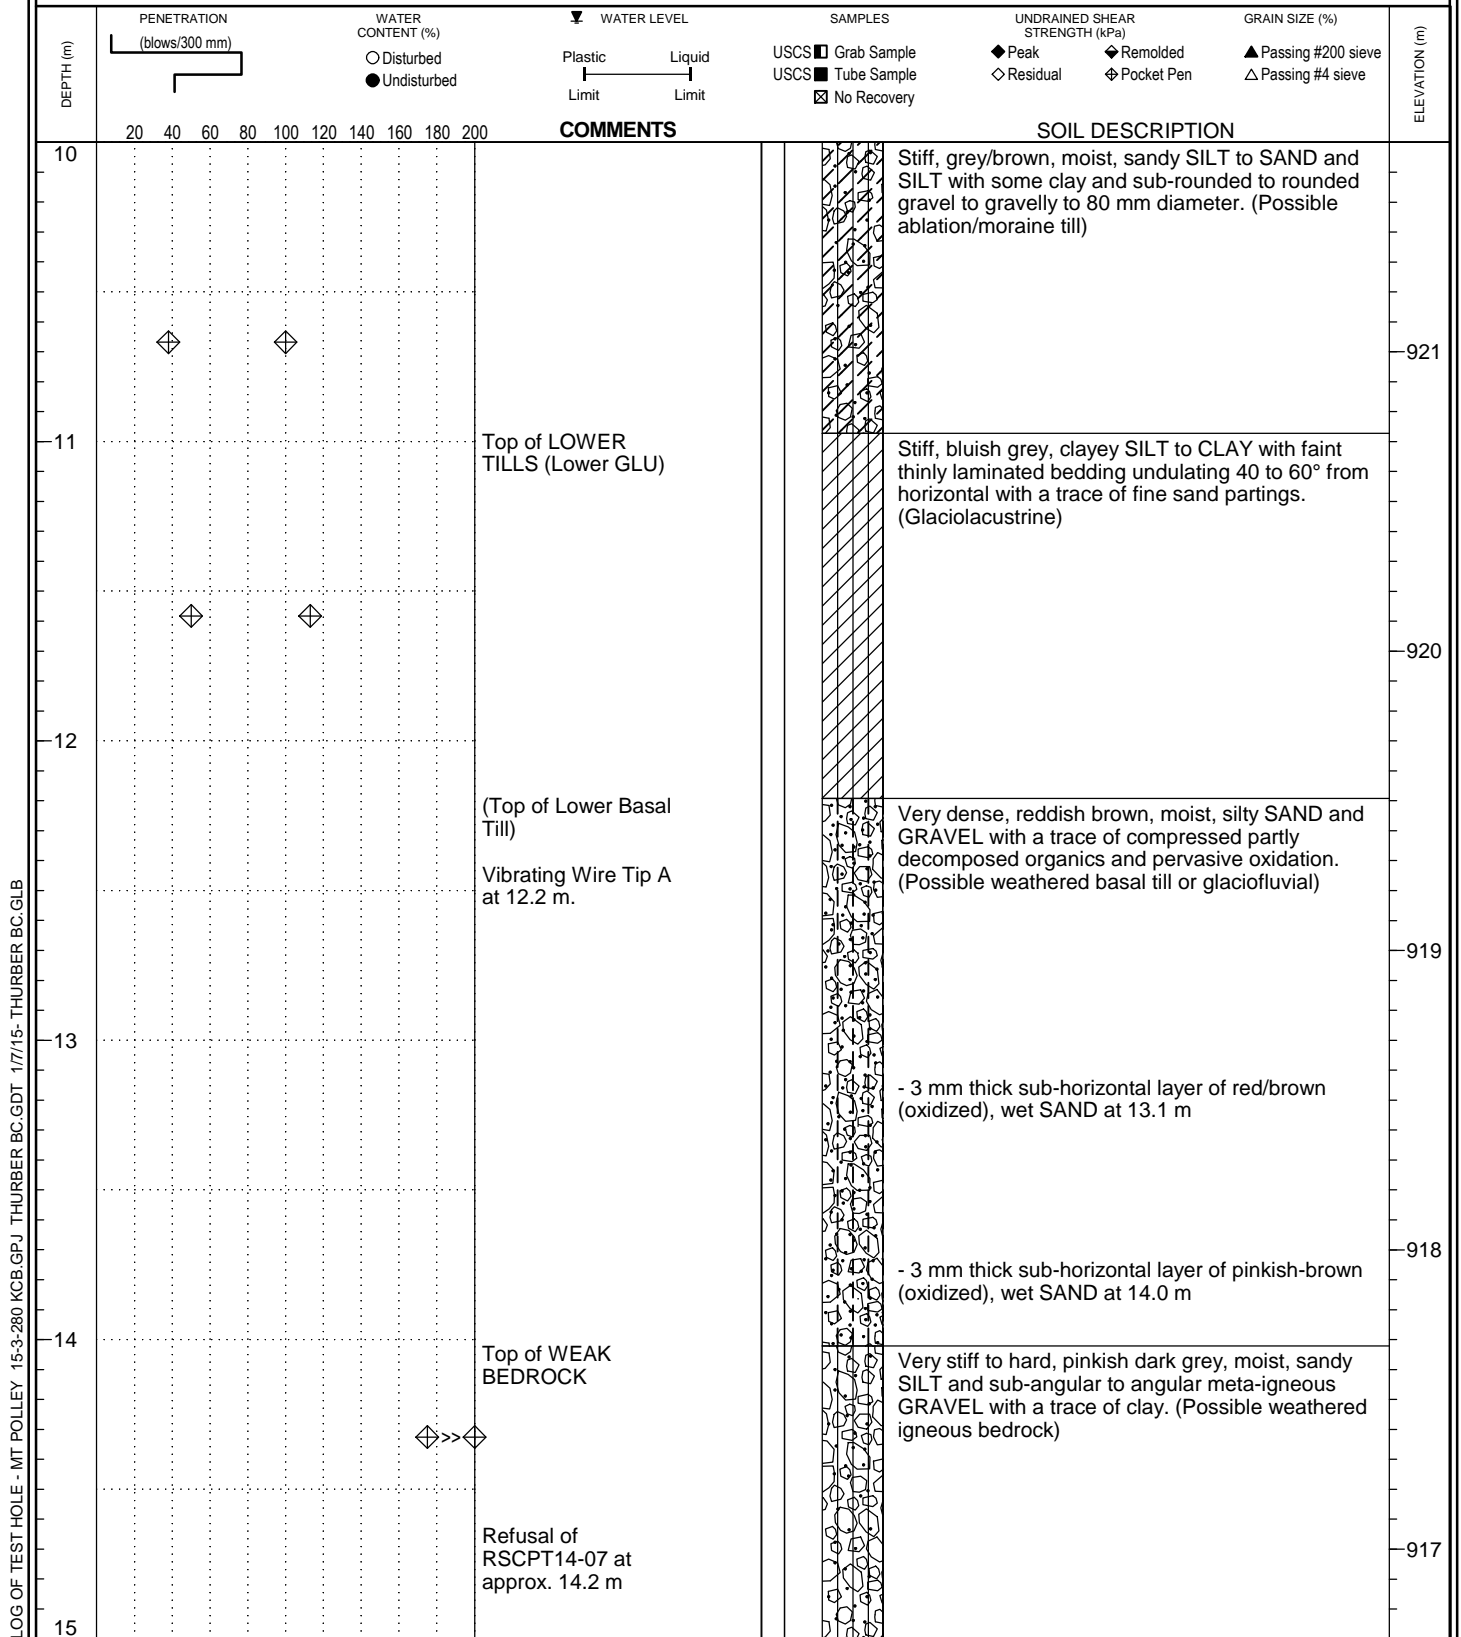 PENETRATION
(blows/300 mm)
WATER
CONTENT (%)
Disturbed
Undisturbed
WATER LEVEL
Plastic Liquid
Limit Limit
SAMPLES
USCS Grab Sample
USCS Tube Sample
No Recovery
UNDRAINED SHEAR
STRENGTH (kPa)
Peak Remolded
Residual Pocket Pen
GRAIN SIZE (%)
Passing #200 sieve
Passing #4 sieve
DEPTH (m)
ELEVATION (m)
20 40 60 80 100 120 140 160 180 200
COMMENTS
SOIL DESCRIPTION
10
Stiff, grey/brown, moist, sandy SILT to SAND and
SILT with some clay and sub-rounded to rounded
gravel to gravelly to 80 mm diameter. (Possible
ablation/moraine till)
921
11
Top of LOWER
TILLS (Lower GLU)
Stiff, bluish grey, clayey SILT to CLAY with faint
thinly laminated bedding undulating 40 to 60° from
horizontal with a trace of fine sand partings.
(Glaciolacustrine)
920
12
(Top of Lower Basal
Till)
Vibrating Wire Tip A
at 12.2 m.
Very dense, reddish brown, moist, silty SAND and
GRAVEL with a trace of compressed partly
decomposed organics and pervasive oxidation.
(Possible weathered basal till or glaciofluvial)
919
13
- 3 mm thick sub-horizontal layer of red/brown
(oxidized), wet SAND at 13.1 m
918
- 3 mm thick sub-horizontal layer of pinkish-brown
(oxidized), wet SAND at 14.0 m
14
Top of WEAK
BEDROCK
Very stiff to hard, pinkish dark grey, moist, sandy
SILT and sub-angular to angular meta-igneous
GRAVEL with a trace of clay. (Possible weathered
igneous bedrock)
>>
Refusal of
RSCPT14-07 at
approx. 14.2 m
917
15
LOG OF TEST HOLE - MT POLLEY 15-3-280 KCB.GPJ THURBER BC.GDT 1/7/15- THURBER BC.GLB